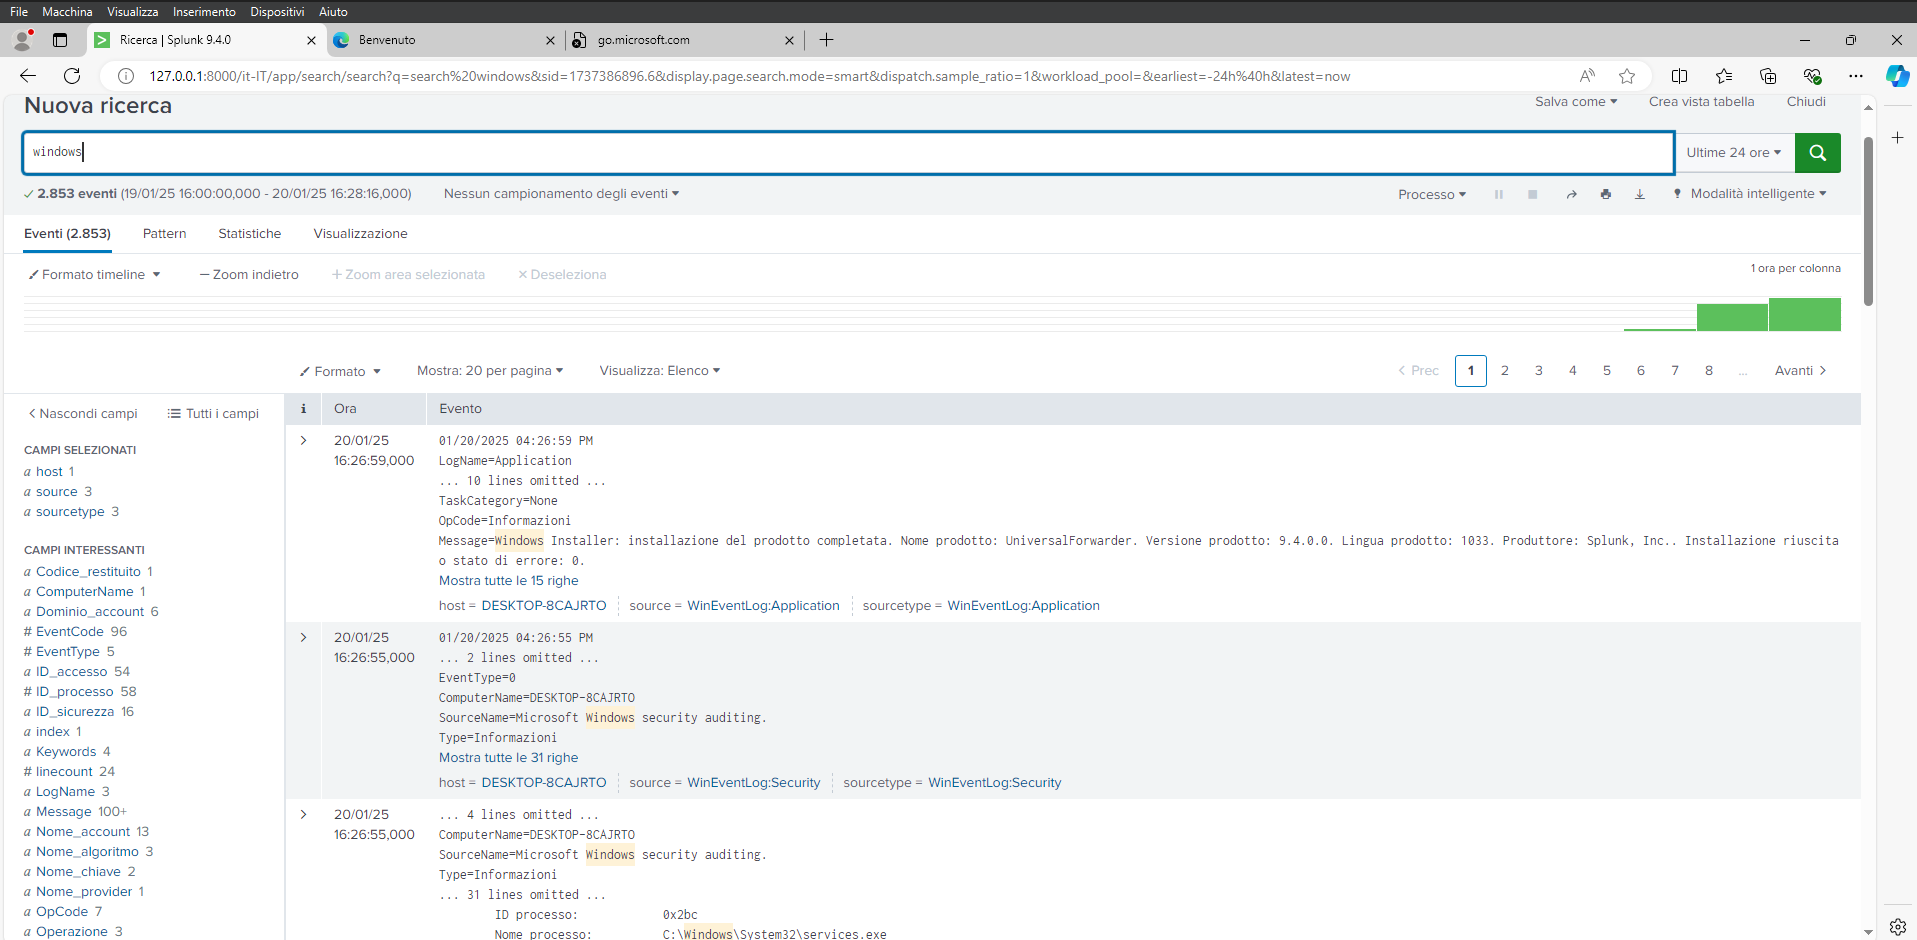 File Macchina Visualizza Inserimento Dispositivi Aiuto
Ricerca | Splunk 9.4.0
Benvenuto
go.microsoft.com
127.0.0.1:8000/it-IT/app/search/search?q=search%20windows&sid=1737386896.6&display.page.search.mode=smart&dispatch.sample_ratio=1&workload_pool=&earliest=-24h%40h&latest=now
Nuova ricerca
Salva come Crea vista tabella Chiudi
windows
Ultime 24 ore
2.853 eventi (19/01/25 16:00:00,000 - 20/01/25 16:28:16,000) Nessun campionamento degli eventi
Processo Modalità intelligente
Eventi (2.853) Pattern Statistiche Visualizzazione
Formato timeline — Zoom indietro + Zoom area selezionata × Deseleziona
1 ora per colonna
Formato Mostra: 20 per pagina Visualizza: Elenco
< Prec 1 2 3 4 5 6 7 8 ... Avanti >
< Nascondi campi Tutti i campi
CAMPI SELEZIONATI
a host 1
a source 3
a sourcetype 3
CAMPI INTERESSANTI
a Codice_restituito 1
a ComputerName 1
a Dominio_account 6
# EventCode 96
# EventType 5
a ID_accesso 54
# ID_processo 58
a ID_sicurezza 16
a index 1
a Keywords 4
# linecount 24
a LogName 3
a Message 100+
a Nome_account 13
a Nome_algoritmo 3
a Nome_chiave 2
a Nome_provider 1
a OpCode 7
a Operazione 3
i Ora Evento
> 20/01/25
16:26:59,000
01/20/2025 04:26:59 PM
LogName=Application
... 10 lines omitted ...
TaskCategory=None
OpCode=Informazioni
Message=Windows Installer: installazione del prodotto completata. Nome prodotto: UniversalForwarder. Versione prodotto: 9.4.0.0. Lingua prodotto: 1033. Produttore: Splunk, Inc.. Installazione riuscita
o stato di errore: 0.
Mostra tutte le 15 righe
host = DESKTOP-8CAJRTO source = WinEventLog:Application sourcetype = WinEventLog:Application
> 20/01/25
16:26:55,000
01/20/2025 04:26:55 PM
... 2 lines omitted ...
EventType=0
ComputerName=DESKTOP-8CAJRTO
SourceName=Microsoft Windows security auditing.
Type=Informazioni
Mostra tutte le 31 righe
host = DESKTOP-8CAJRTO source = WinEventLog:Security sourcetype = WinEventLog:Security
> 20/01/25
16:26:55,000
... 4 lines omitted ...
ComputerName=DESKTOP-8CAJRTO
SourceName=Microsoft Windows security auditing.
Type=Informazioni
... 31 lines omitted ...
ID processo: 0x2bc
Nome processo: C:\Windows\System32\services.exe